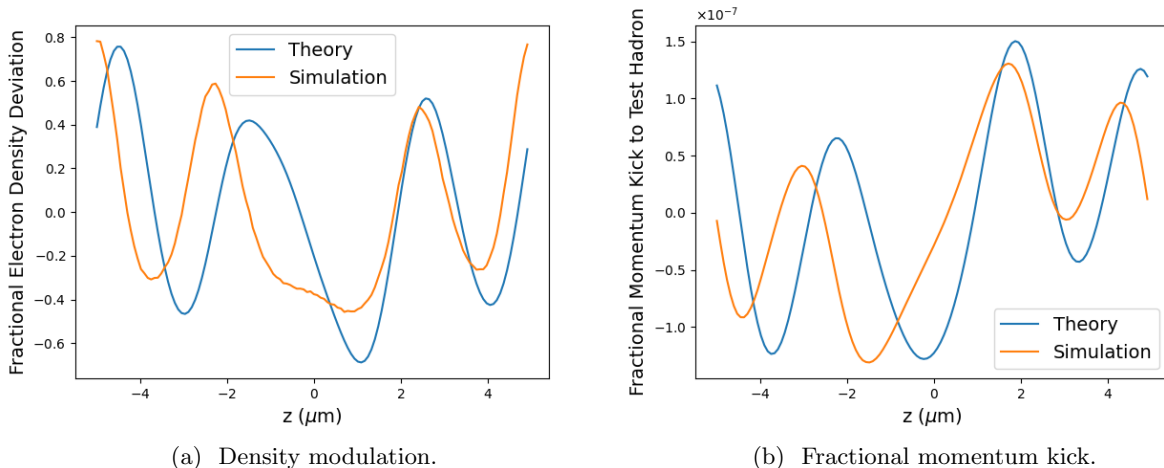 Fractional Electron Density Deviation
0.8
0.6
0.4
0.2
0.0
−0.2
−0.4
−0.6
Theory
Simulation
−4
−2
0
2
4
z (μm)
(a) Density modulation.
Fractional Momentum Kick to Test Hadron
×10⁻⁷
1.5
1.0
0.5
0.0
−0.5
−1.0
Theory
Simulation
−4
−2
0
2
4
z (μm)
(b) Fractional momentum kick.